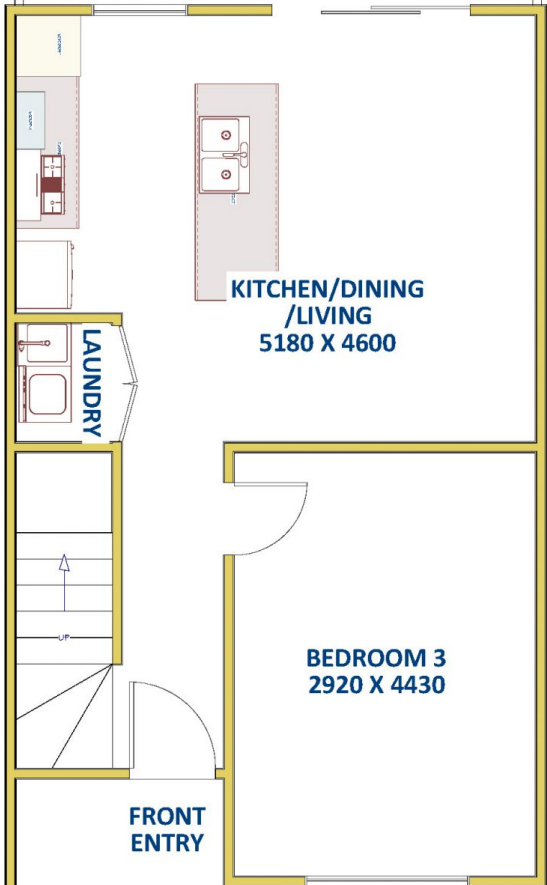 KITCHEN/DINING
/LIVING
5180 X 4600
LAUNDRY
UP
BEDROOM 3
2920 X 4430
FRONT
ENTRY